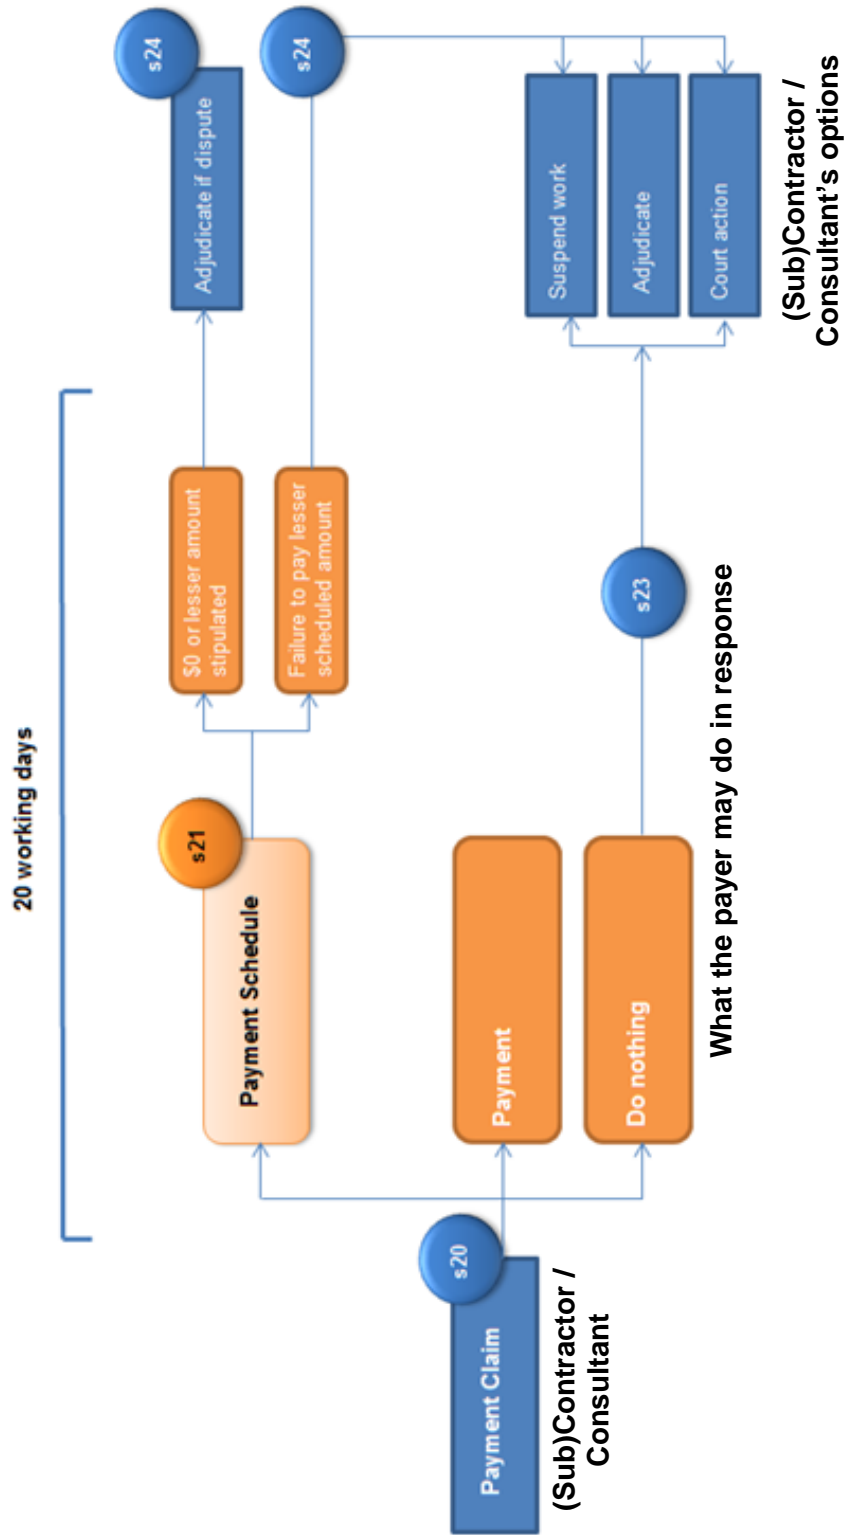 20 working days
Payment Claim
s20
(Sub)Contractor /
Consultant
Payment Schedule
s21
Payment
Do nothing
What the payer may do in response
$0 or lesser amount
stipulated
Failure to pay lesser
scheduled amount
s23
Adjudicate if dispute
s24
s24
Suspend work
Adjudicate
Court action
(Sub)Contractor /
Consultant’s options